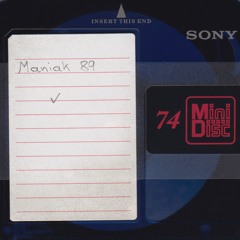 INSERT THIS END
SONY
Maniak 89
✓
74 Mini
Disc